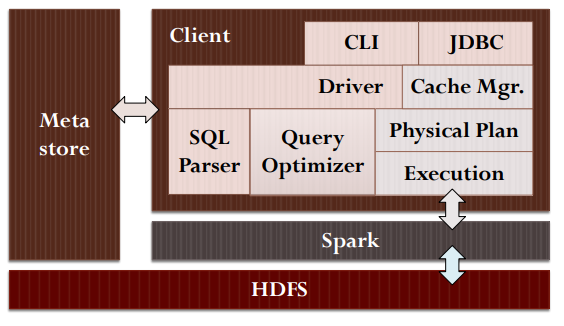 Client
CLI
JDBC
Driver
Cache Mgr.
Meta
store
SQL
Parser
Query
Optimizer
Physical Plan
Execution
Spark
HDFS